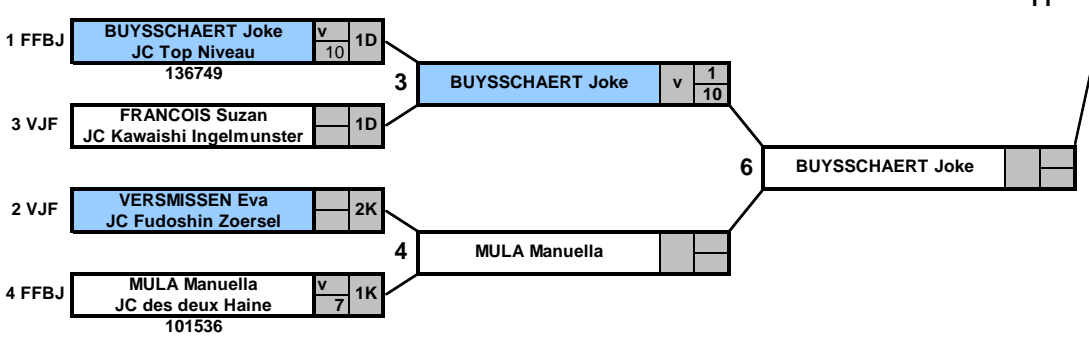 1 FFBJ BUYSSCHAERT Joke v 1D
JC Top Niveau 10
136749
3 BUYSSCHAERT Joke v 1
10
3 VJF FRANCOIS Suzan 1D
JC Kawaishi Ingelmunster
6 BUYSSCHAERT Joke
2 VJF VERSMISSEN Eva 2K
JC Fudoshin Zoersel
4 MULA Manuella
4 FFBJ MULA Manuella v 1K
JC des deux Haine 7
101536